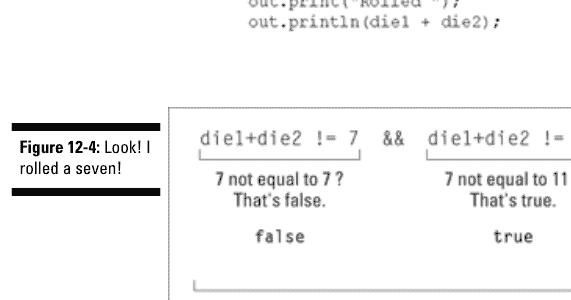 out.print("Rolled ");
out.println(die1 + die2);
Figure 12-4: Look! I
rolled a seven!
die1+die2 != 7 && die1+die2 !=
7 not equal to 7 ?
That's false.
false
7 not equal to 11
That's true.
true